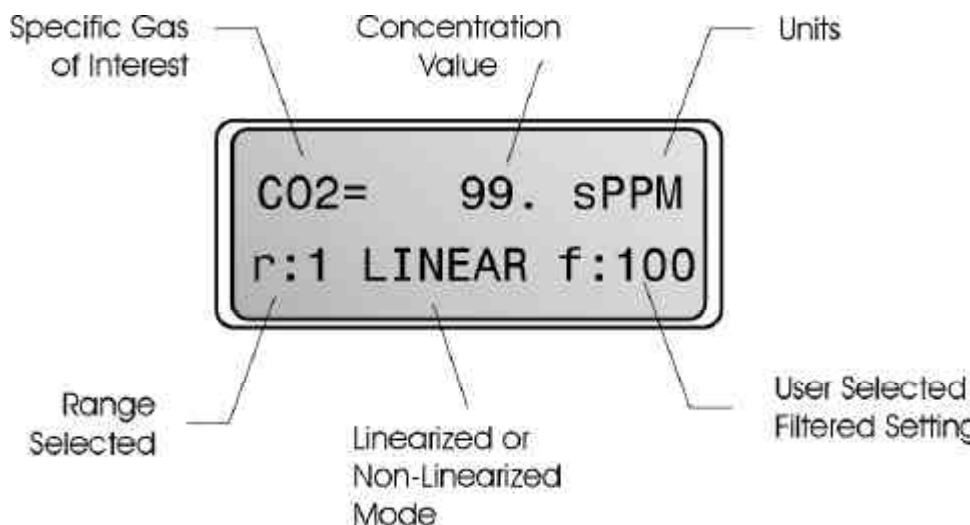 Specific Gas
of Interest
Concentration
Value
Units
CO2= 99. sPPM
r:1 LINEAR f:100
Range
Selected
Linearized or
Non-Linearized
Mode
User Selected
Filtered Setting